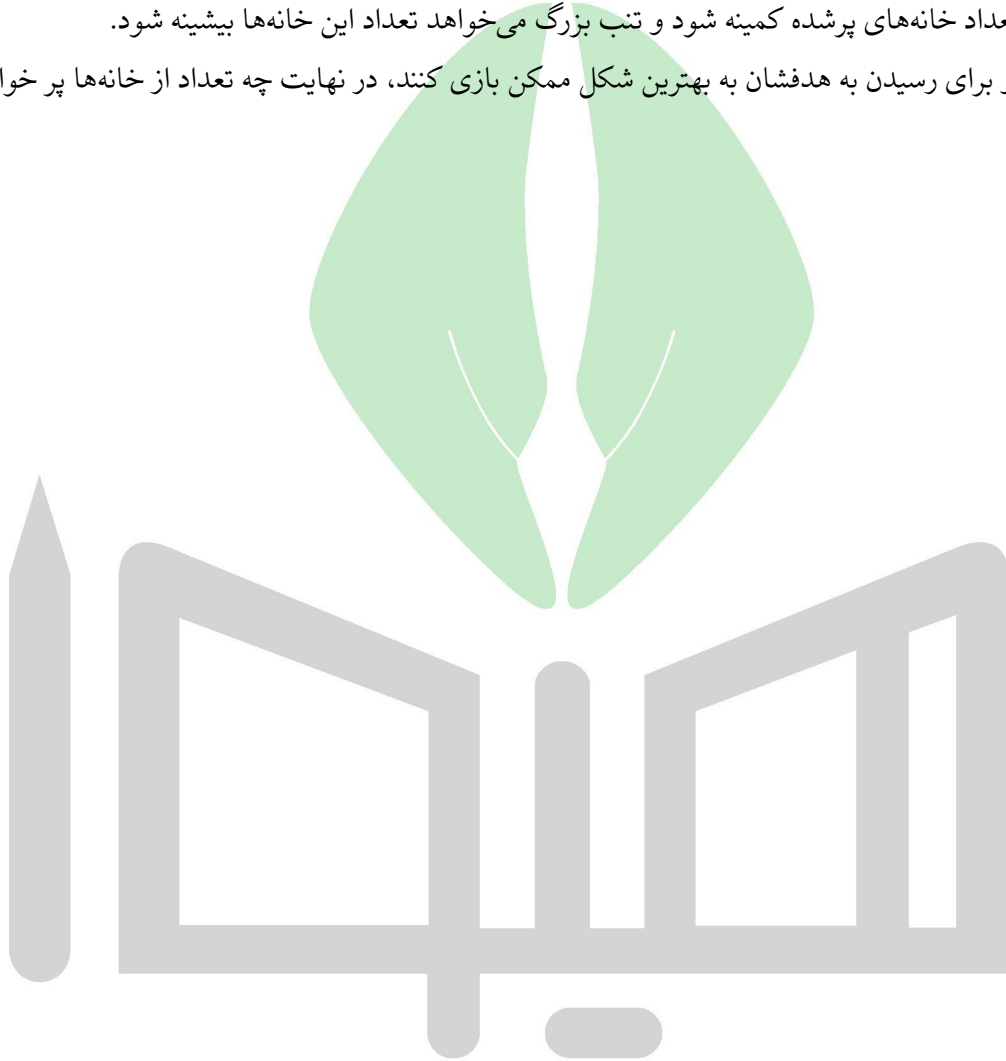 عداد خانه‌های پرشده کمینه شود و تنب بزرگ می‌خواهد تعداد این خانه‌ها بیشینه شود.
برای رسیدن به هدفشان به بهترین شکل ممکن بازی کنند، در نهایت چه تعداد از خانه‌ها پر خوا